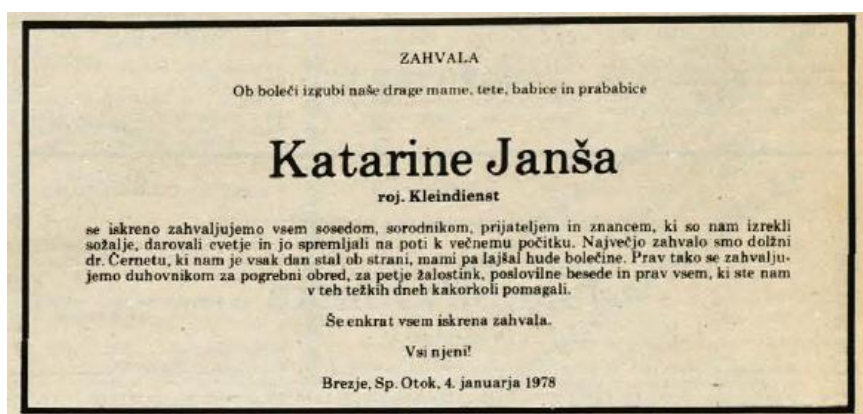 ZAHVALA
Ob boleči izgubi naše drage mame, tete, babice in prababice
Katarine Janša
roj. Kleindienst
se iskreno zahvaljujemo vsem sosedom, sorodnikom, prijateljem in znancem, ki so nam izrekli
sožalje, darovali cvetje in jo spremljali na poti k večnemu počitku. Največjo zahvalo smo dolžni
dr. Černetu, ki nam je vsak dan stal ob strani, mami pa lajšal hude bolečine. Prav tako se zahvalju-
jemo duhovnikom za pogrebni obred, za petje žalostink, poslovilne besede in prav vsem, ki ste nam
v teh težkih dneh kakorkoli pomagali.
Še enkrat vsem iskrena zahvala.
Vsi njeni!
Brezje, Sp. Otok, 4. januarja 1978